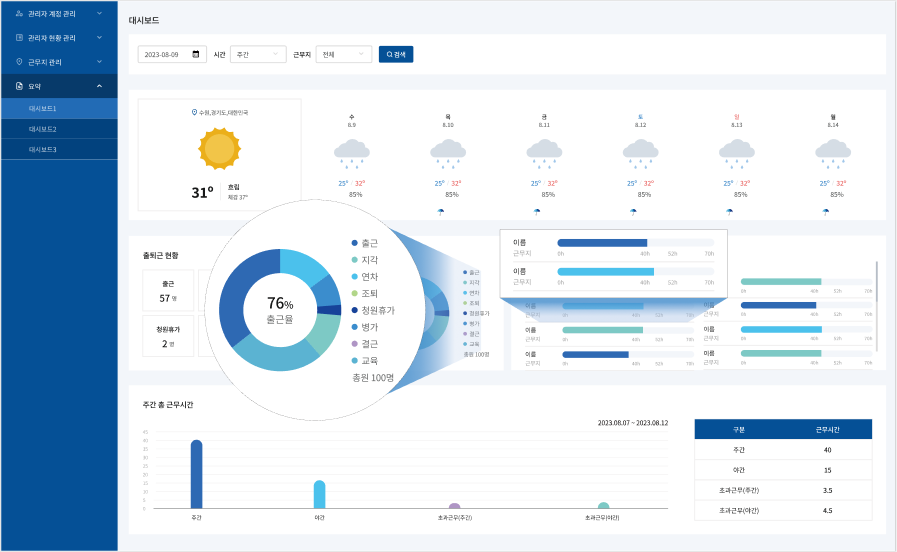 관리자 계정 관리
관리자 현황 관리
근무지 관리
요약
대시보드1
대시보드2
대시보드3
대시보드
2023-08-09
시간
주간
근무지
전체
검색
수원,경기도,대한민국
31°
흐림
체감 37°
수
8.9
25° 32°
85%
목
8.10
25° 32°
85%
금
8.11
25° 32°
85%
토
8.12
25° 32°
85%
일
8.13
25° 32°
85%
월
8.14
25° 32°
85%
출퇴근 현황
출근
57 명
청원휴가
2 명
76%
출근율
출근
지각
연차
조퇴
청원휴가
병가
결근
교육
총원 100명
출근
지각
연차
조퇴
청원휴가
병가
결근
교육
총원 100명
이름
근무지
0h 40h 52h 70h
이름
근무지
0h 40h 52h 70h
0h 40h 52h 70h
이름
근무지
0h 40h 52h 70h
이름
근무지
0h 40h 52h 70h
이름
근무지
0h 40h 52h 70h
이름
근무지
0h 40h 52h 70h
이름
근무지
0h 40h 52h 70h
이름
근무지
0h 40h 52h 70h
주간 총 근무시간
2023.08.07 ~ 2023.08.12
45
40
35
30
25
20
15
10
5
0
주간
야간
초과근무(주간)
초과근무(야간)
구분 근무시간
주간 40
야간 15
초과근무(주간) 3.5
초과근무(야간) 4.5